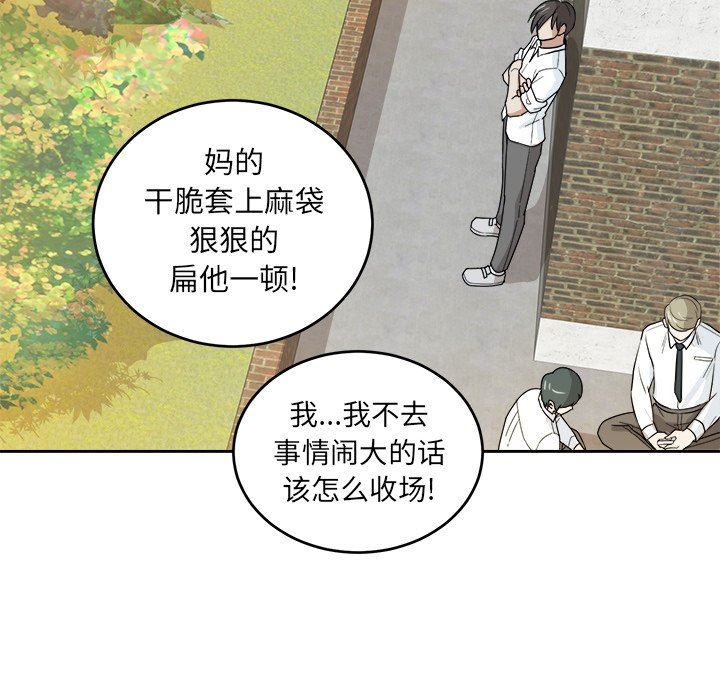 妈的
干脆套上麻袋
狠狠的
扁他一顿!
我...我不去
事情闹大的话
该怎么收场!